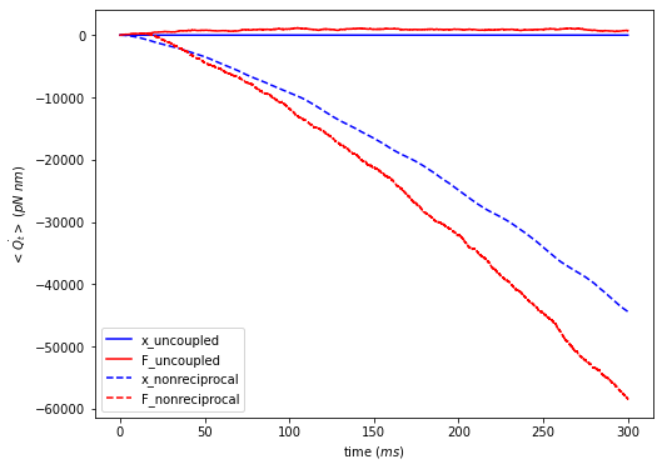 0
−10000
−20000
−30000
−40000
−50000
−60000
< Q̇ₜ > (pN nm)
x_uncoupled
F_uncoupled
x_nonreciprocal
F_nonreciprocal
0 50 100 150 200 250 300
time (ms)